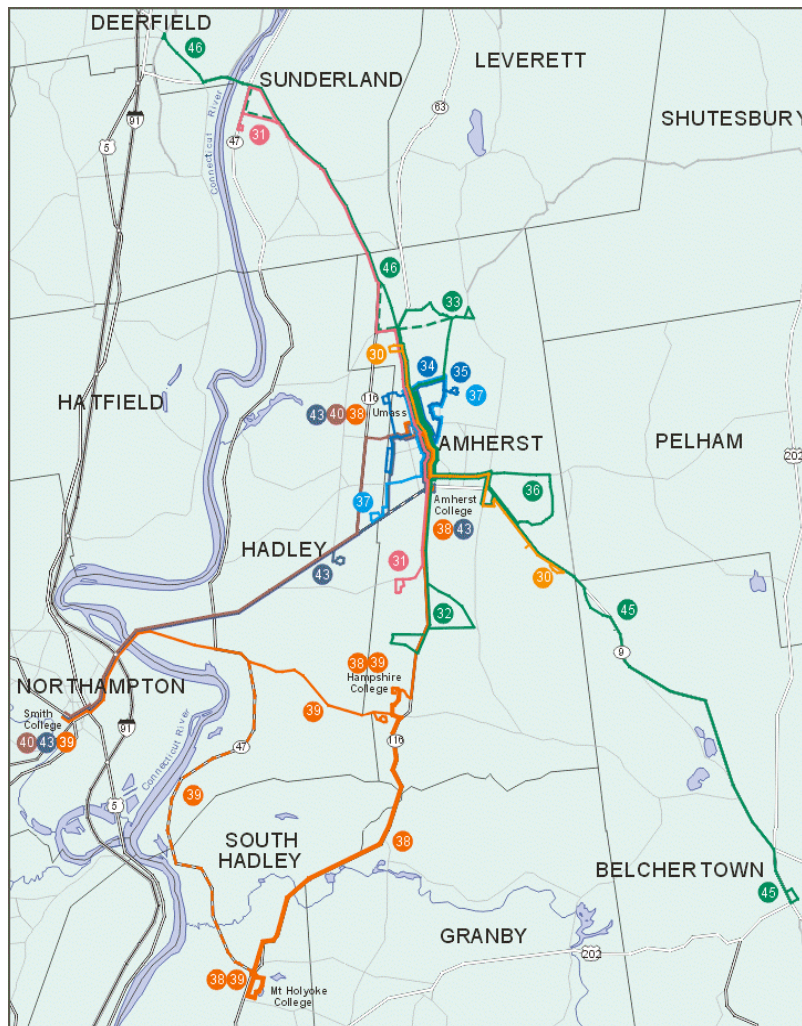 DEERFIELD
46
SUNDERLAND
LEVERETT
63
91
SHUTESBURY
5
Connecticut River
47
31
46
33
30
34
35
37
116
43 40 38
Umass
HATFIELD
AMHERST
PELHAM
202
36
37
Amherst
College
38 43
HADLEY
43
31
30
32
45
9
38 39
Hampshire
College
NORTHAMPTON
39
Smith
College
40 43 39
91
116
47
Connecticut River
5
39
38
SOUTH
HADLEY
BELCHERTOWN
45
GRANBY
202
38 39
Mt Holyoke
College